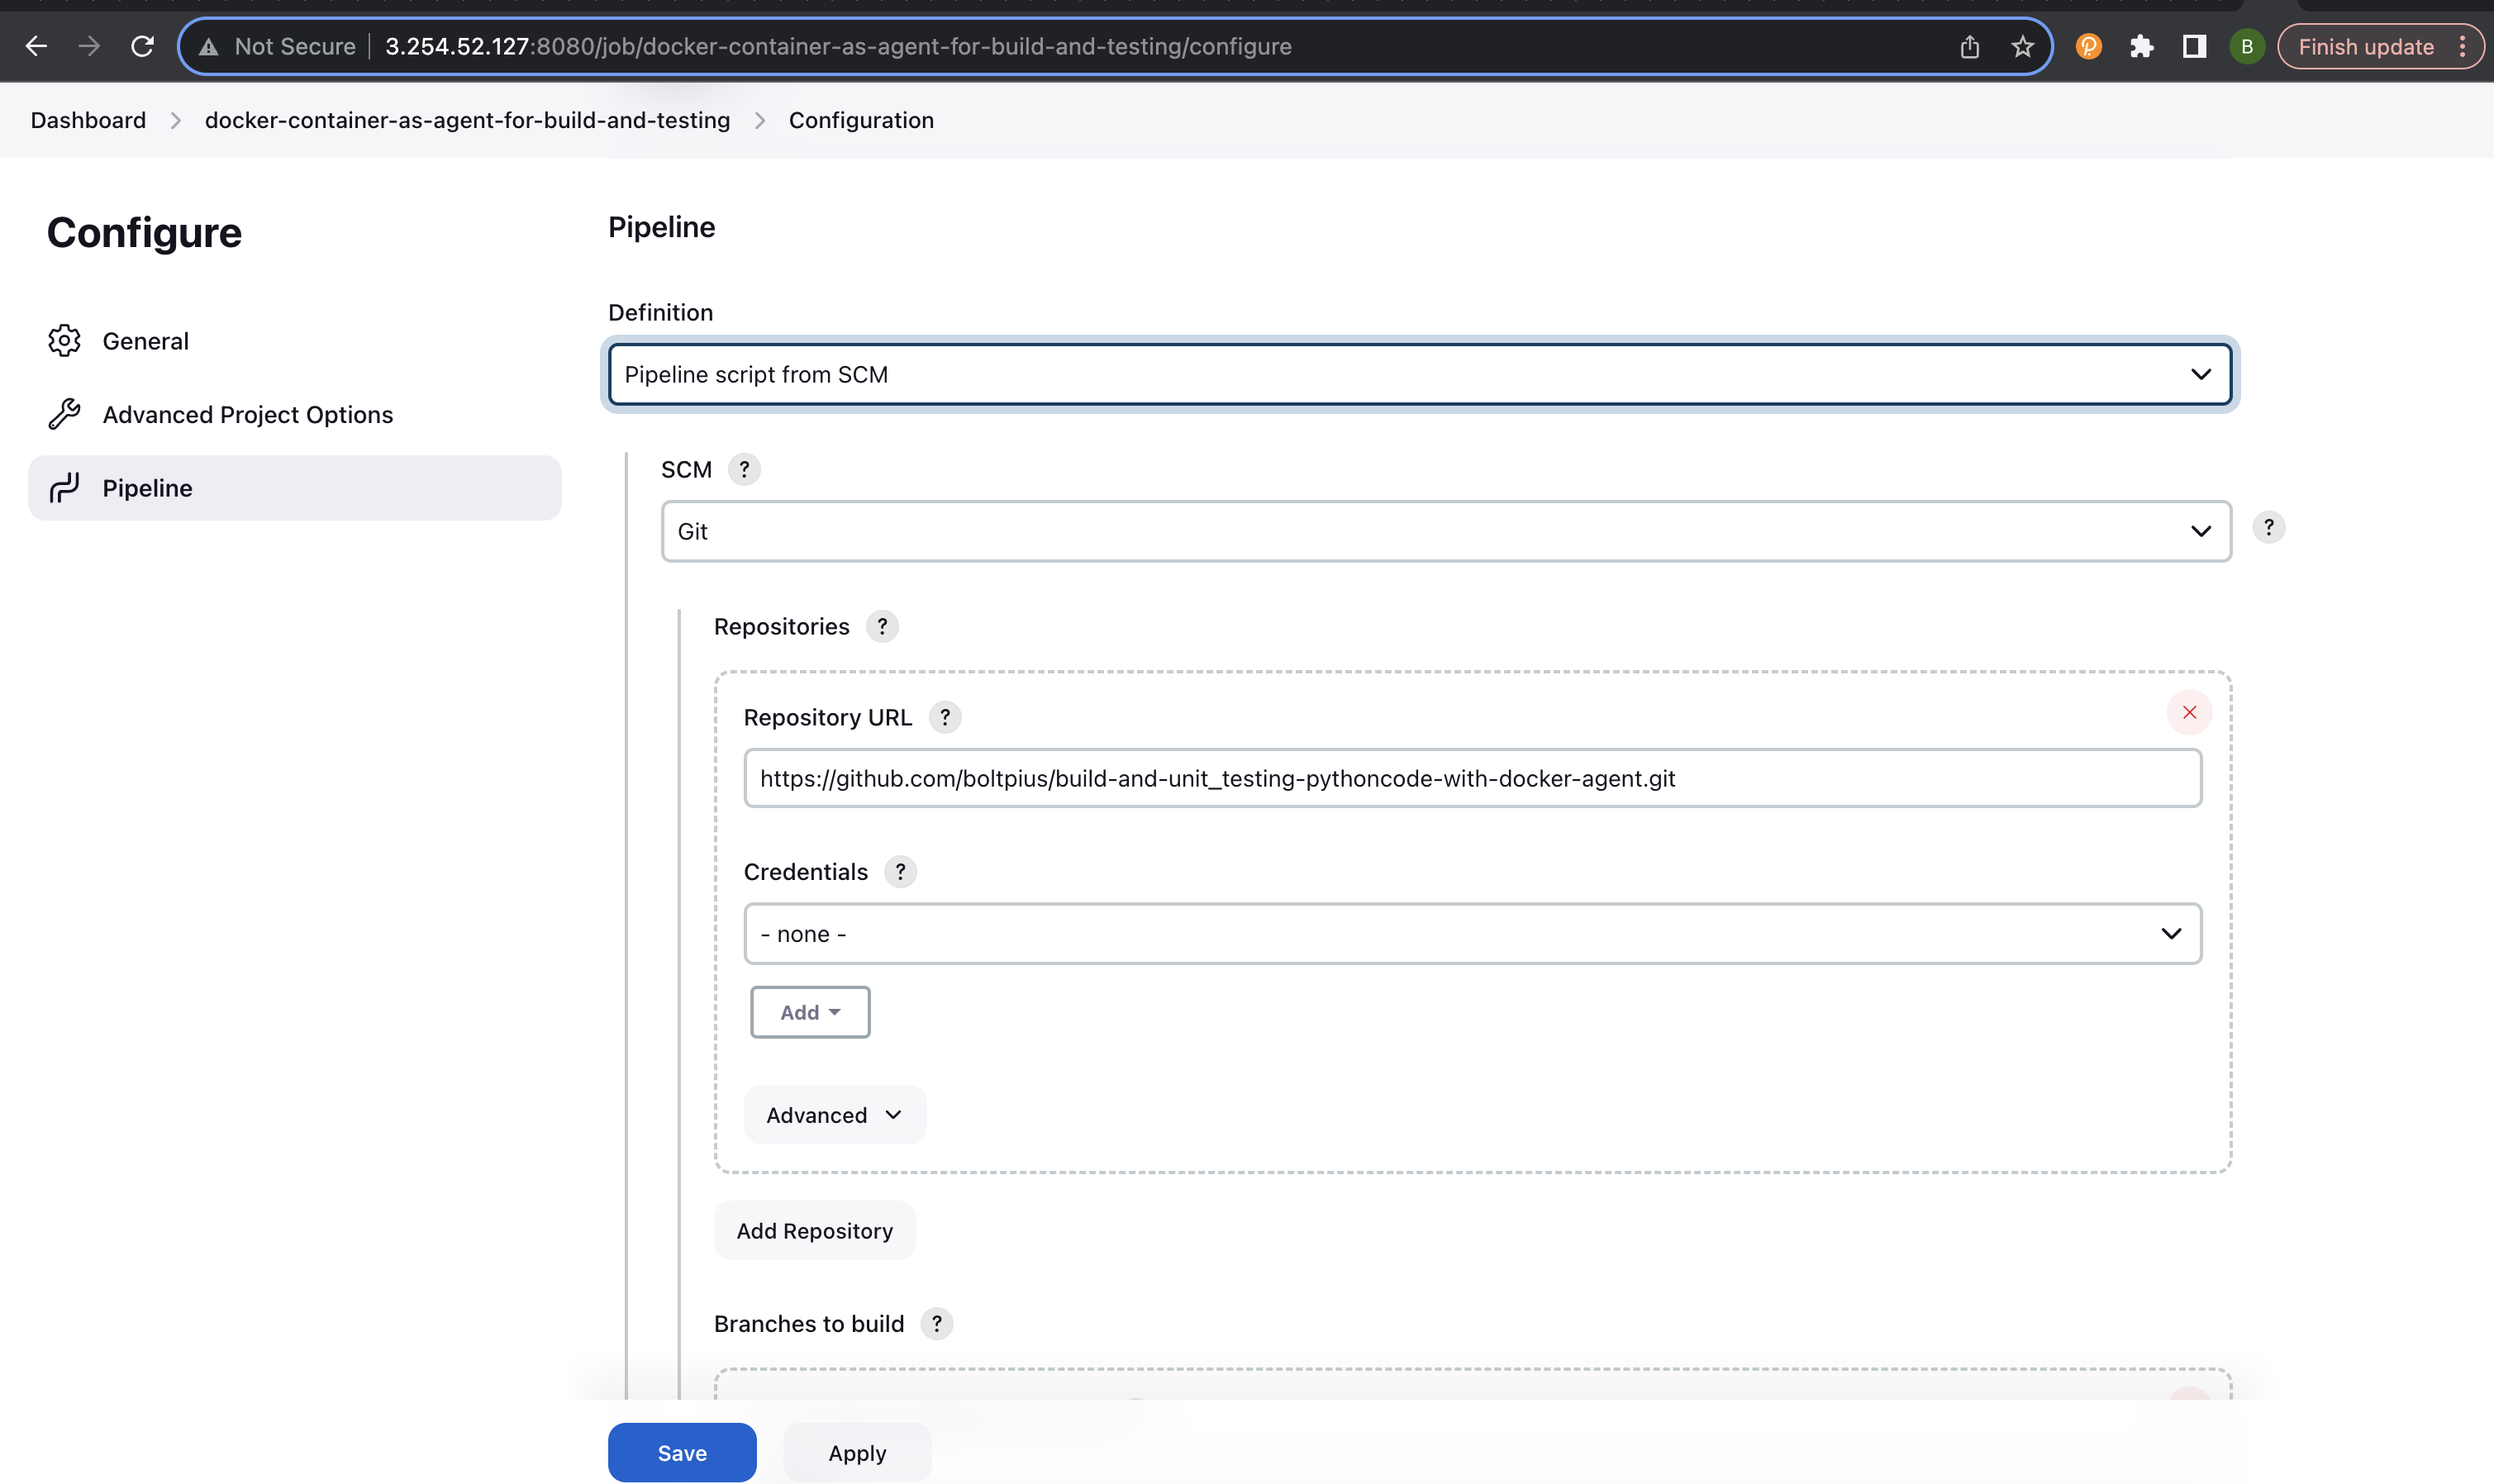 Not Secure 3.254.52.127:8080/job/docker-container-as-agent-for-build-and-testing/configure B Finish update
Dashboard docker-container-as-agent-for-build-and-testing Configuration
Configure
General
Advanced Project Options
Pipeline
Pipeline
Definition
Pipeline script from SCM
SCM ?
Git
?
Repositories ?
Repository URL ?
https://github.com/boltpius/build-and-unit_testing-pythoncode-with-docker-agent.git
Credentials ?
- none -
Add
Advanced
Add Repository
Branches to build ?
Save Apply